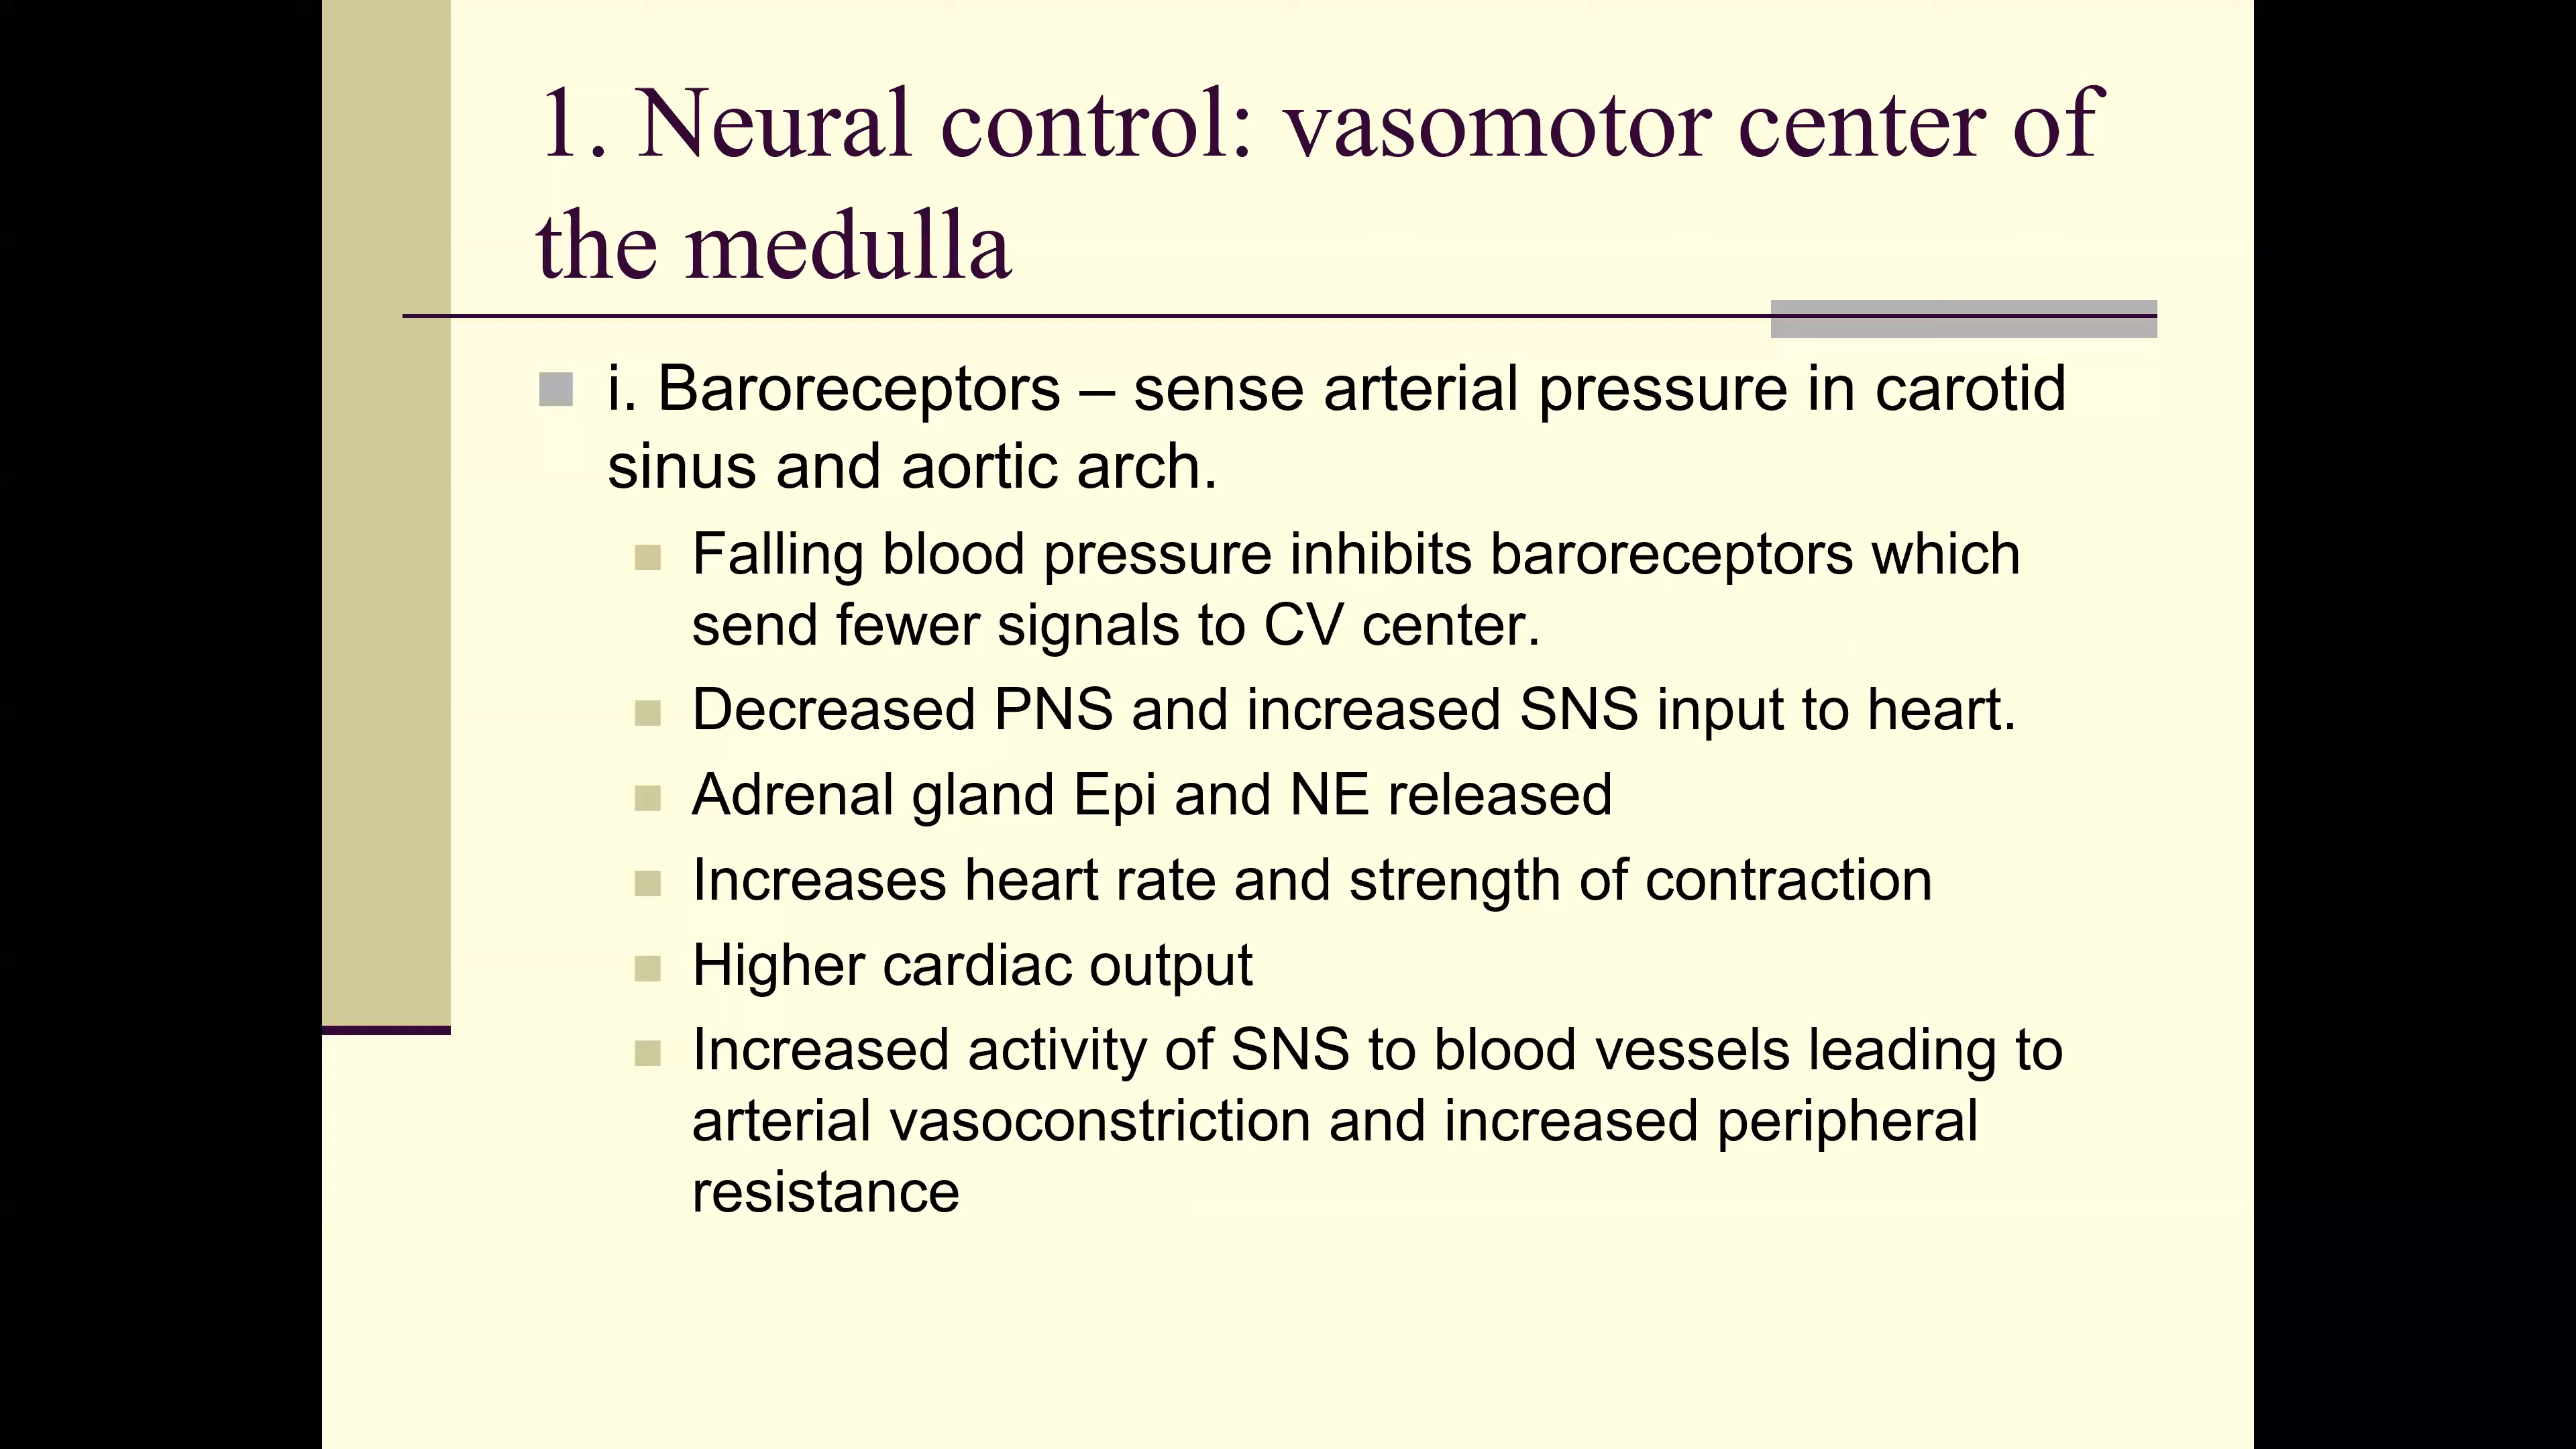 1. Neural control: vasomotor center of
the medulla
i. Baroreceptors – sense arterial pressure in carotid
sinus and aortic arch.
Falling blood pressure inhibits baroreceptors which
send fewer signals to CV center.
Decreased PNS and increased SNS input to heart.
Adrenal gland Epi and NE released
Increases heart rate and strength of contraction
Higher cardiac output
Increased activity of SNS to blood vessels leading to
arterial vasoconstriction and increased peripheral
resistance